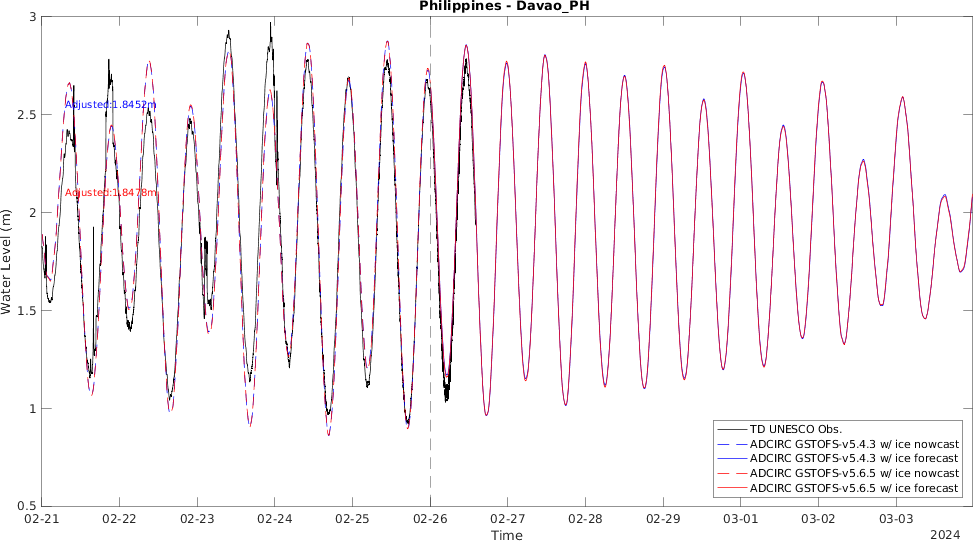 Philippines - Davao_PH
3
2.5
2
1.5
1
0.5
Water Level (m)
Adjusted:1.8452m
Adjusted:1.8478m
TD UNESCO Obs.
ADCIRC GSTOFS-v5.4.3 w/ ice nowcast
ADCIRC GSTOFS-v5.4.3 w/ ice forecast
ADCIRC GSTOFS-v5.6.5 w/ ice nowcast
ADCIRC GSTOFS-v5.6.5 w/ ice forecast
02-21 02-22 02-23 02-24 02-25 02-26 02-27 02-28 02-29 03-01 03-02 03-03
Time
2024